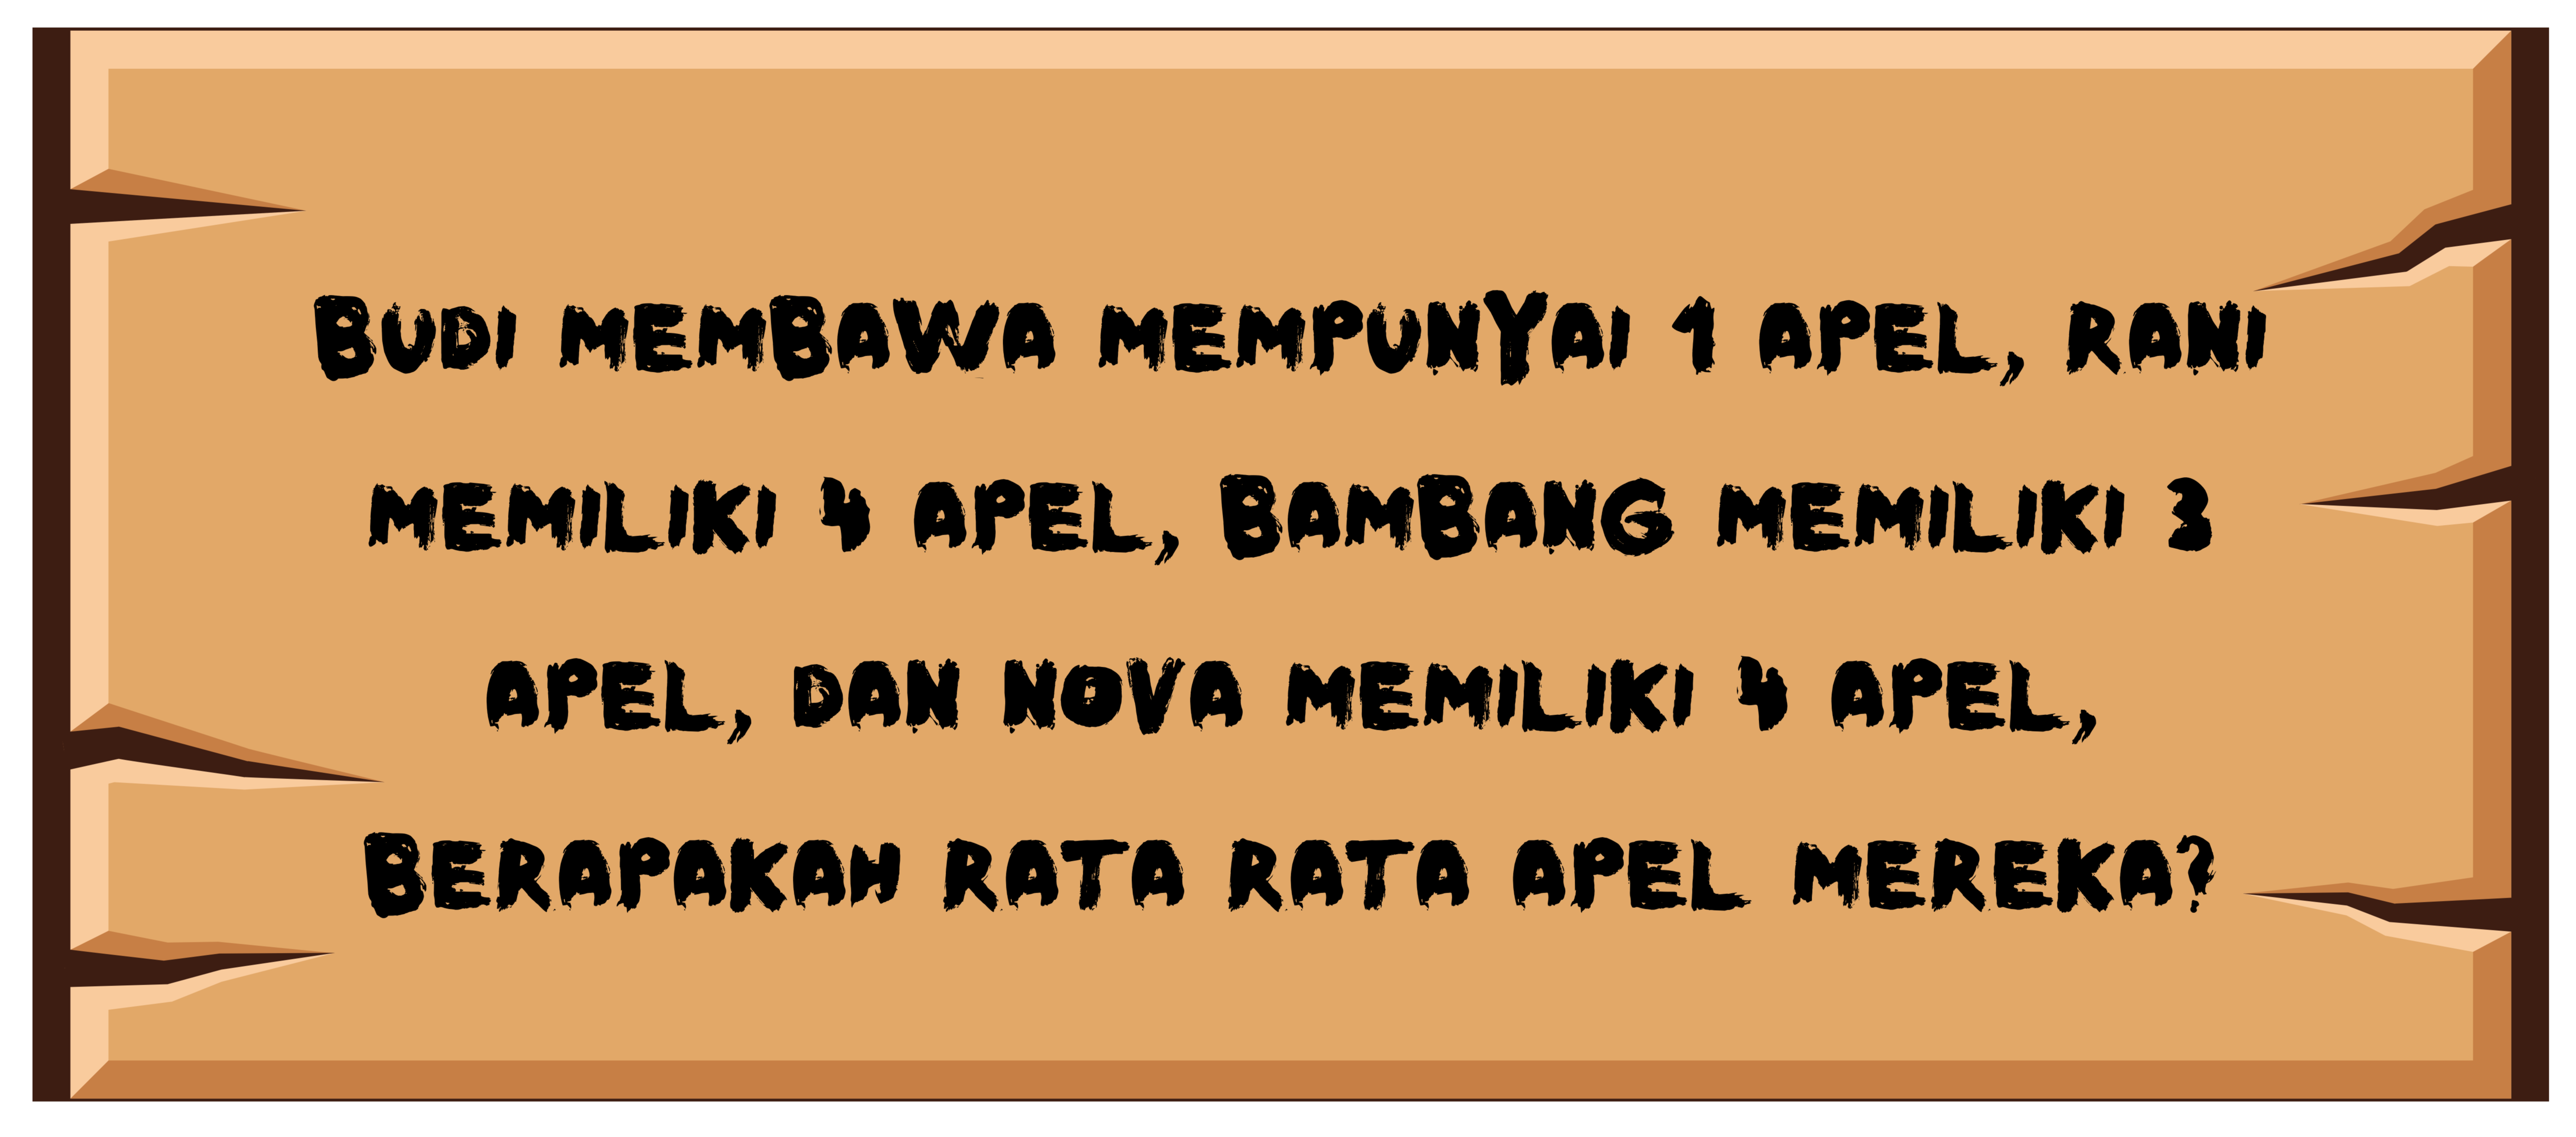 Budi membawa mempunyai 1 apel, Rani
memiliki 4 apel, Bambang memiliki 3
apel, dan Nova memiliki 4 apel,
Berapakah rata rata apel mereka?